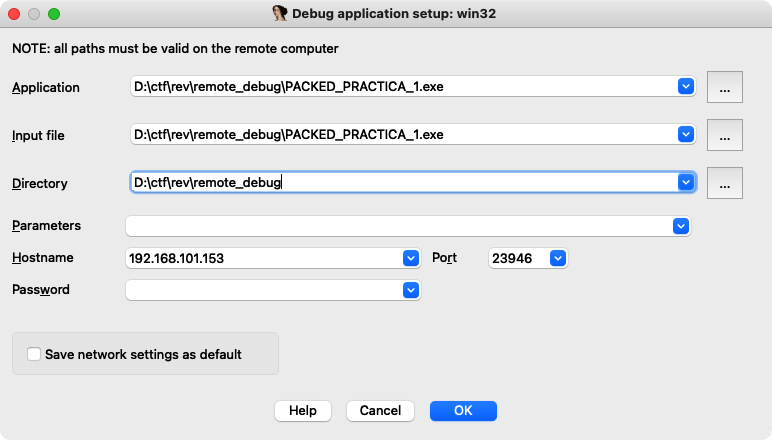 Debug application setup: win32
NOTE: all paths must be valid on the remote computer
Application D:\ctf\rev\remote_debug\PACKED_PRACTICA_1.exe ...
Input file D:\ctf\rev\remote_debug\PACKED_PRACTICA_1.exe ...
Directory D:\ctf\rev\remote_debug ...
Parameters
Hostname 192.168.101.153 Port 23946
Password
Save network settings as default
Help Cancel OK